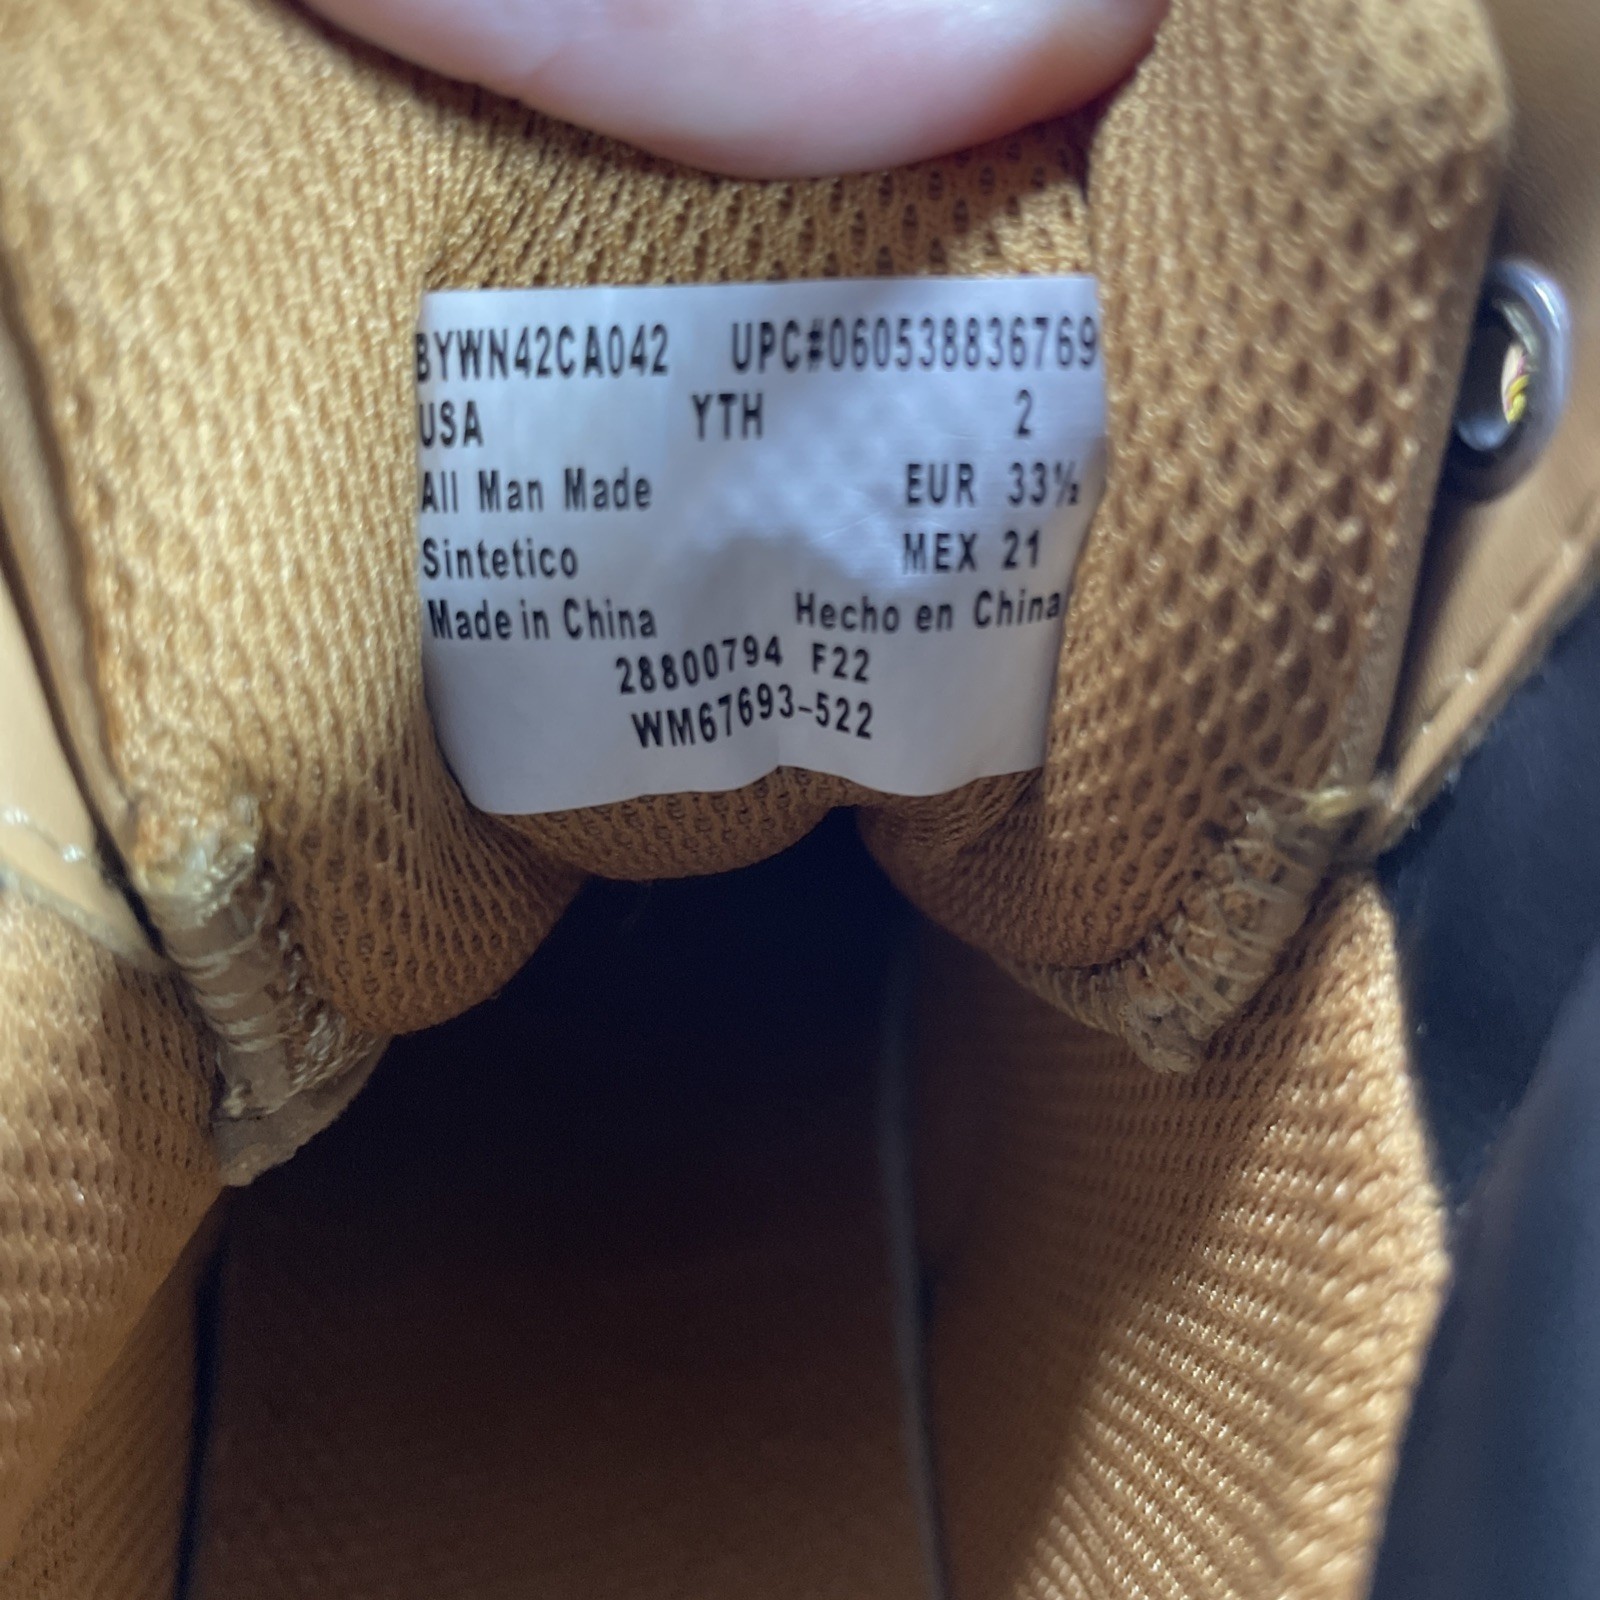 BYWN42CA042 UPC#060538836769
USA YTH 2
All Man Made EUR 33½
Sintetico MEX 21
Made in China Hecho en China
28800794 F22
WM67693-522